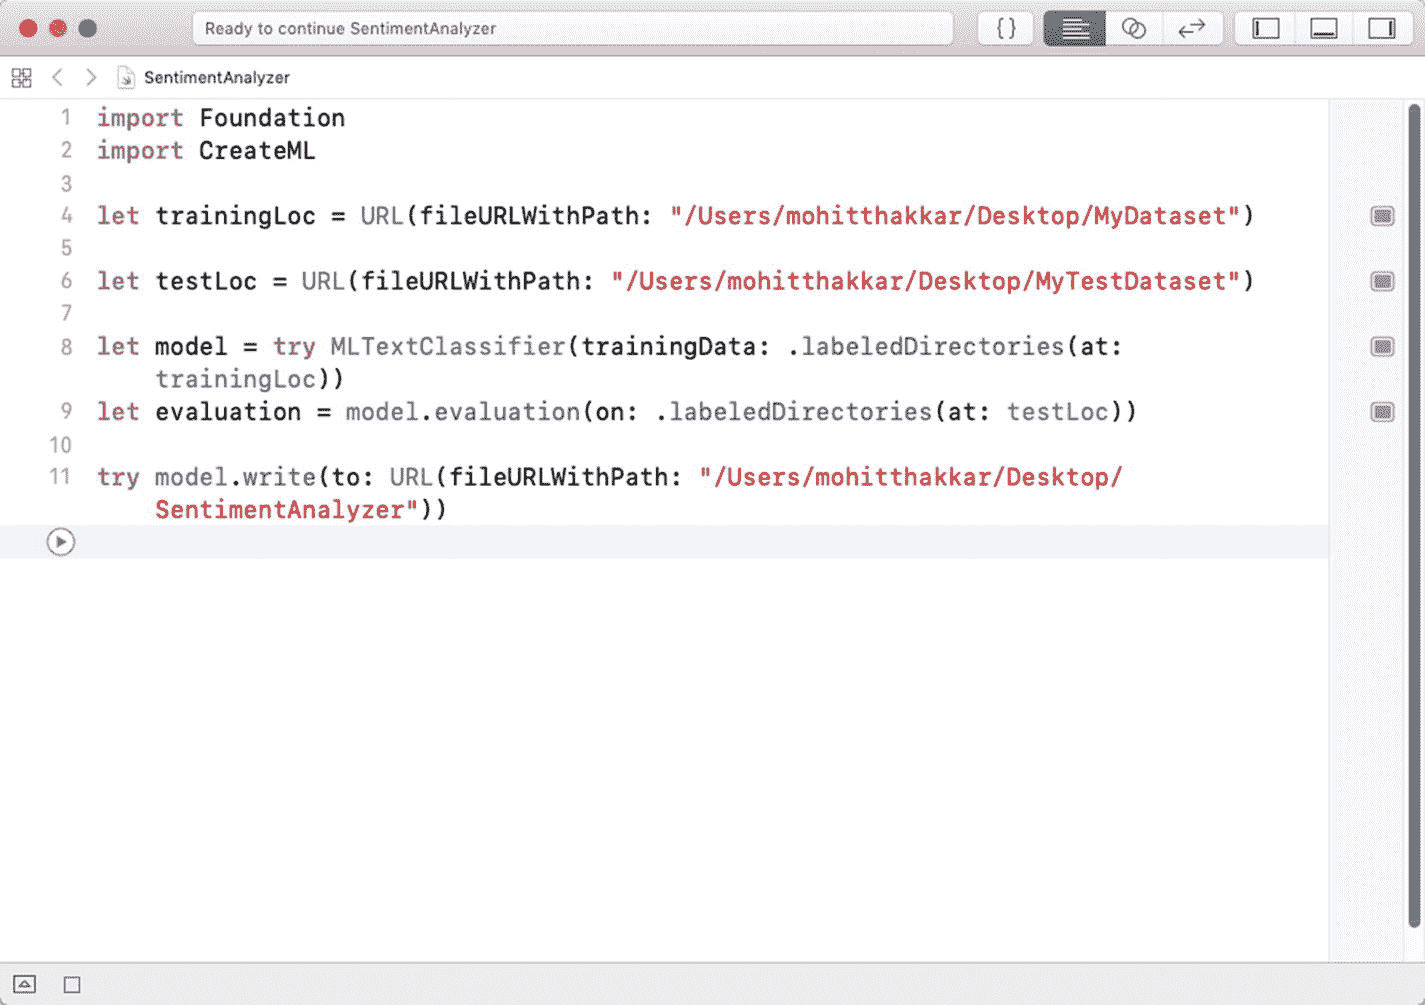 Ready to continue SentimentAnalyzer
{ }
SentimentAnalyzer
1 import Foundation
2 import CreateML
3
4 let trainingLoc = URL(fileURLWithPath: "/Users/mohitthakkar/Desktop/MyDataset")
5
6 let testLoc = URL(fileURLWithPath: "/Users/mohitthakkar/Desktop/MyTestDataset")
7
8 let model = try MLTextClassifier(trainingData: .labeledDirectories(at:
trainingLoc))
9 let evaluation = model.evaluation(on: .labeledDirectories(at: testLoc))
10
11 try model.write(to: URL(fileURLWithPath: "/Users/mohitthakkar/Desktop/
SentimentAnalyzer"))